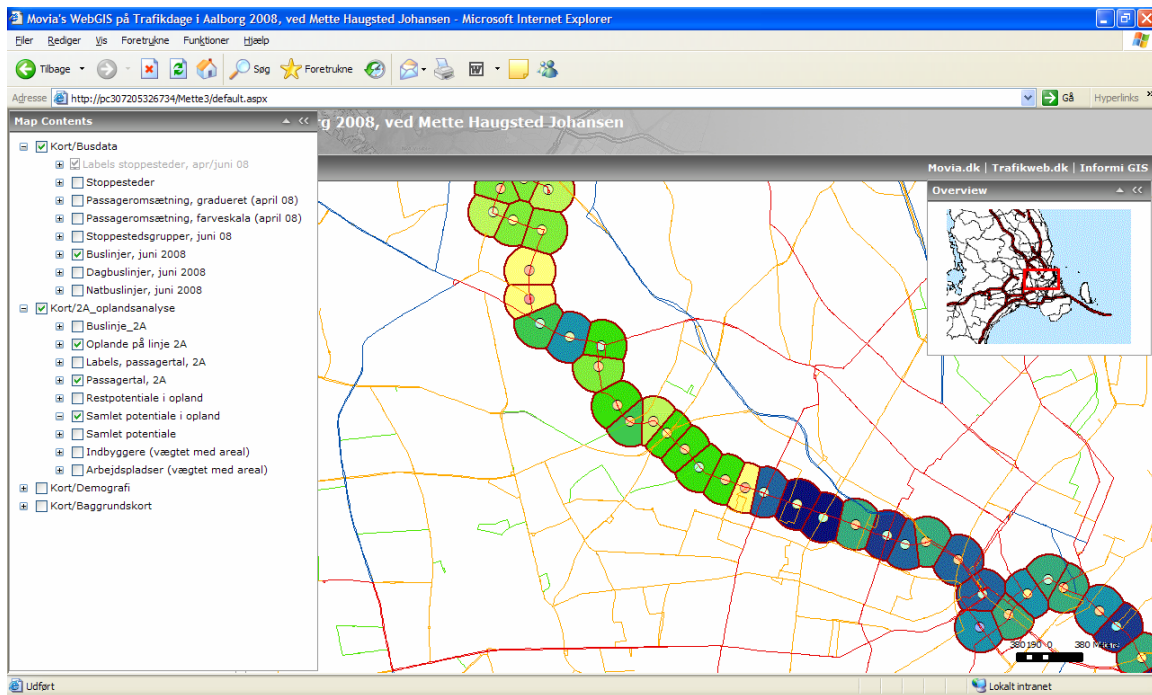 Movia's WebGIS på Trafikdage i Aalborg 2008, ved Mette Haugsted Johansen - Microsoft Internet Explorer
Filer Rediger Vis Foretrukne Funktioner Hjælp
Tilbage Søg Foretrukne
Adresse http://pc307205326734/Mette3/default.aspx Gå Hyperlinks
Map Contents
g 2008, ved Mette Haugsted Johansen
Movia.dk | Trafikweb.dk | Informi GIS
Overview
Kort/Busdata
Labels stoppesteder, apr/juni 08
Stoppesteder
Passageromsætning, gradueret (april 08)
Passageromsætning, farveskala (april 08)
Stoppestedsgrupper, juni 08
Buslinjer, juni 2008
Dagbuslinjer, juni 2008
Natbuslinjer, juni 2008
Kort/2A_oplandsanalyse
Buslinje_2A
Oplande på linje 2A
Labels, passagertal, 2A
Passagertal, 2A
Restpotentiale i opland
Samlet potentiale i opland
Samlet potentiale
Indbyggere (vægtet med areal)
Arbejdspladser (vægtet med areal)
Kort/Demografi
Kort/Baggrundskort
380 190 0 380
Udført
Lokalt intranet